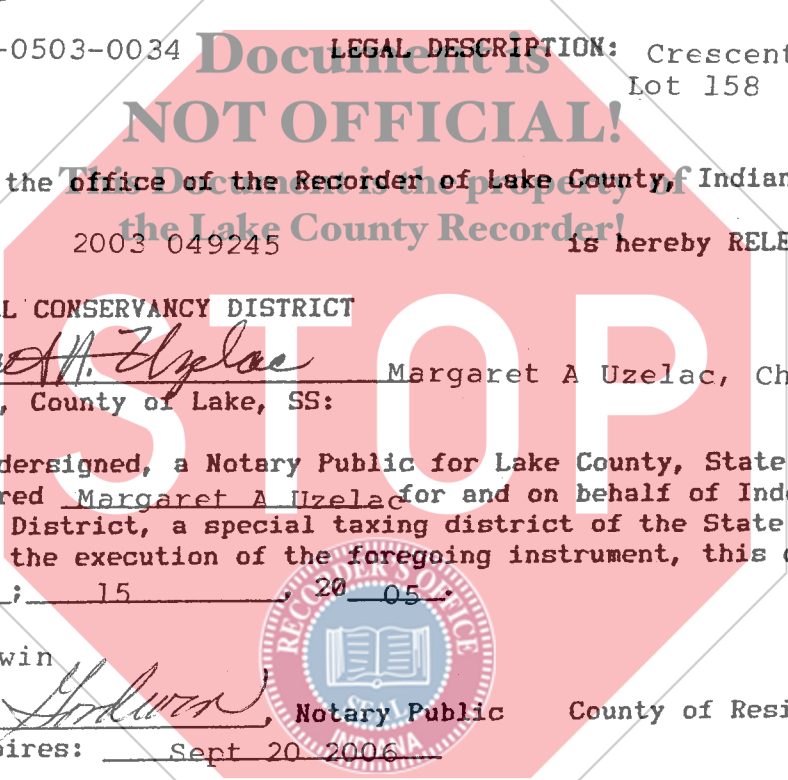 -0503-0034 LEGAL DESCRIPTION: Crescent
Lot 158
Document is
NOT OFFICIAL!
This Document is the property of
the Lake County Recorder!
the office of the Recorder of Lake County, Indian
2003 049245 is hereby RELE
L CONSERVANCY DISTRICT
A. Uzelac Margaret A Uzelac, Ch
, County of Lake, SS:
STOP
dersigned, a Notary Public for Lake County, State
red Margaret A Uzelac for and on behalf of Ind
District, a special taxing district of the State
the execution of the foregoing instrument, this
; 15, 20 05.
RECORDER'S OFFICE
SEAL
INDIANA
win
Goodwin, Notary Public County of Resi
ires: Sept 20 2006